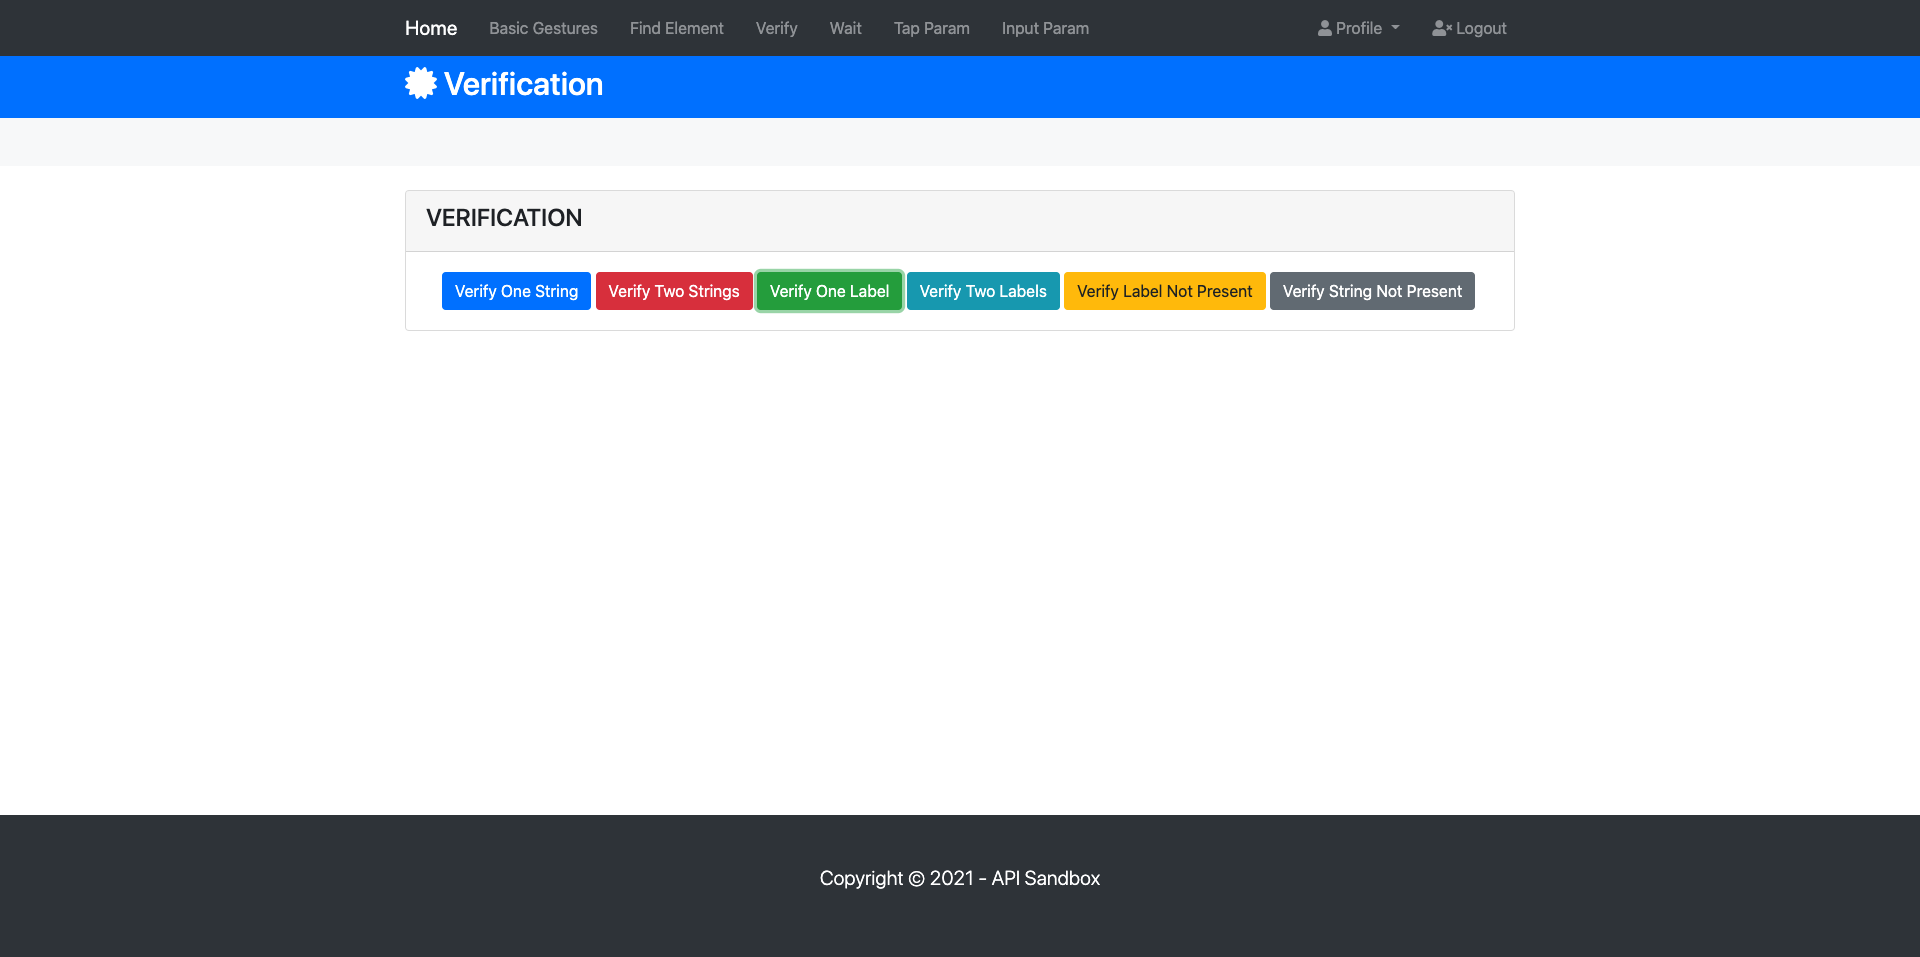 Home Basic Gestures Find Element Verify Wait Tap Param Input Param Profile Logout
Verification
VERIFICATION
Verify One String Verify Two Strings Verify One Label Verify Two Labels Verify Label Not Present Verify String Not Present
Copyright © 2021 - API Sandbox